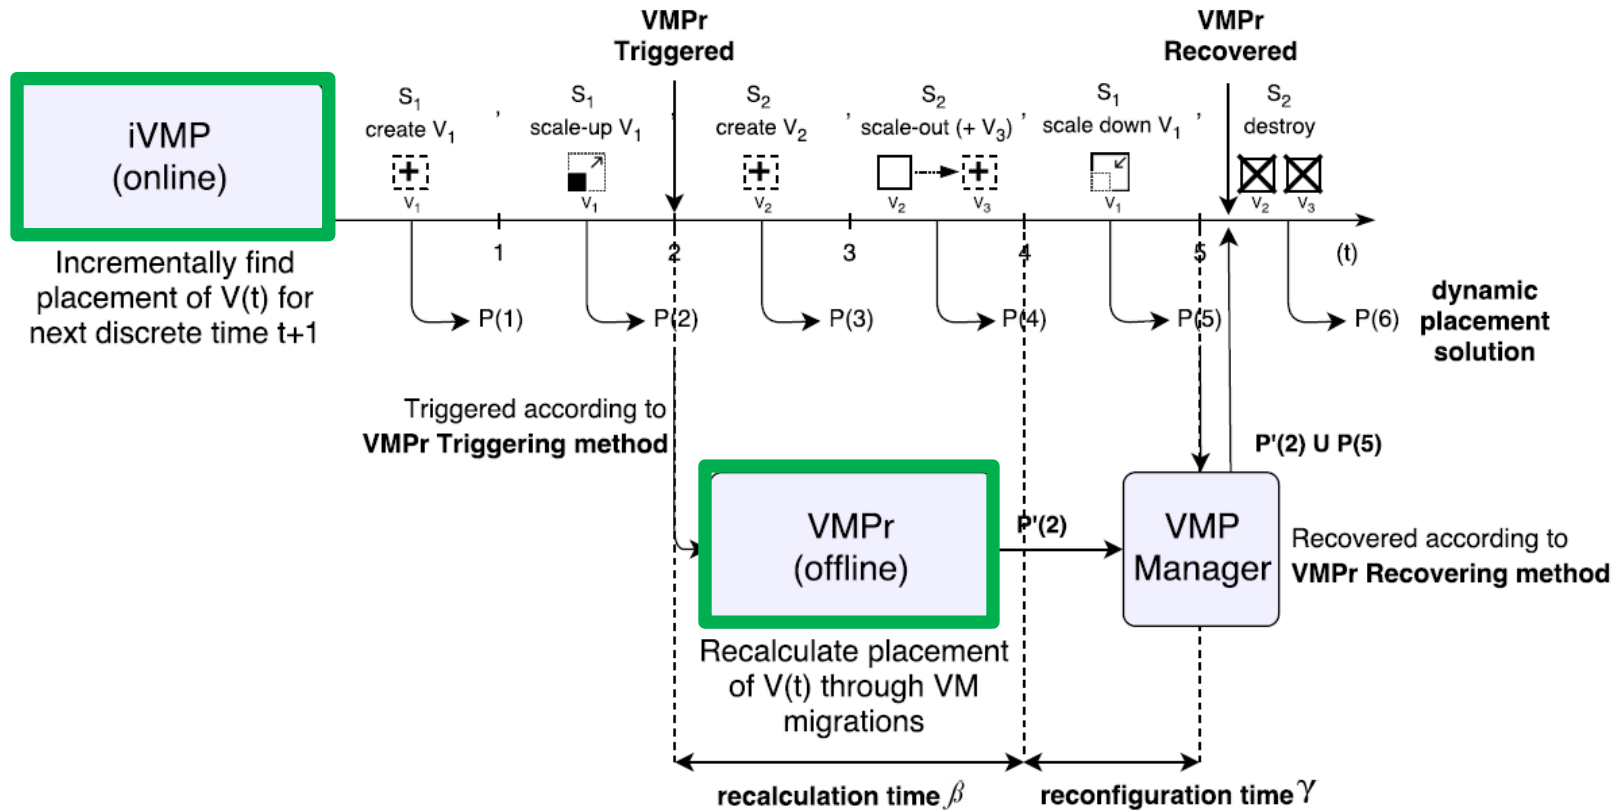 VMPr
Triggered
VMPr
Recovered
iVMP
(online)
S1
create V1
,
S1
scale-up V1
,
S2
create V2
,
S2
scale-out (+ V3)
,
S1
scale down V1
,
S2
destroy
V1
V1
V2
V2
V3
V1
V2
V3
1
2
3
4
5
(t)
Incrementally find
placement of V(t) for
next discrete time t+1
P(1)
P(2)
P(3)
P(4)
P(5)
P(6)
dynamic
placement
solution
Triggered according to
VMPr Triggering method
P'(2) U P(5)
VMPr
(offline)
P'(2)
VMP
Manager
Recovered according to
VMPr Recovering method
Recalculate placement
of V(t) through VM
migrations
recalculation time β
reconfiguration time γ